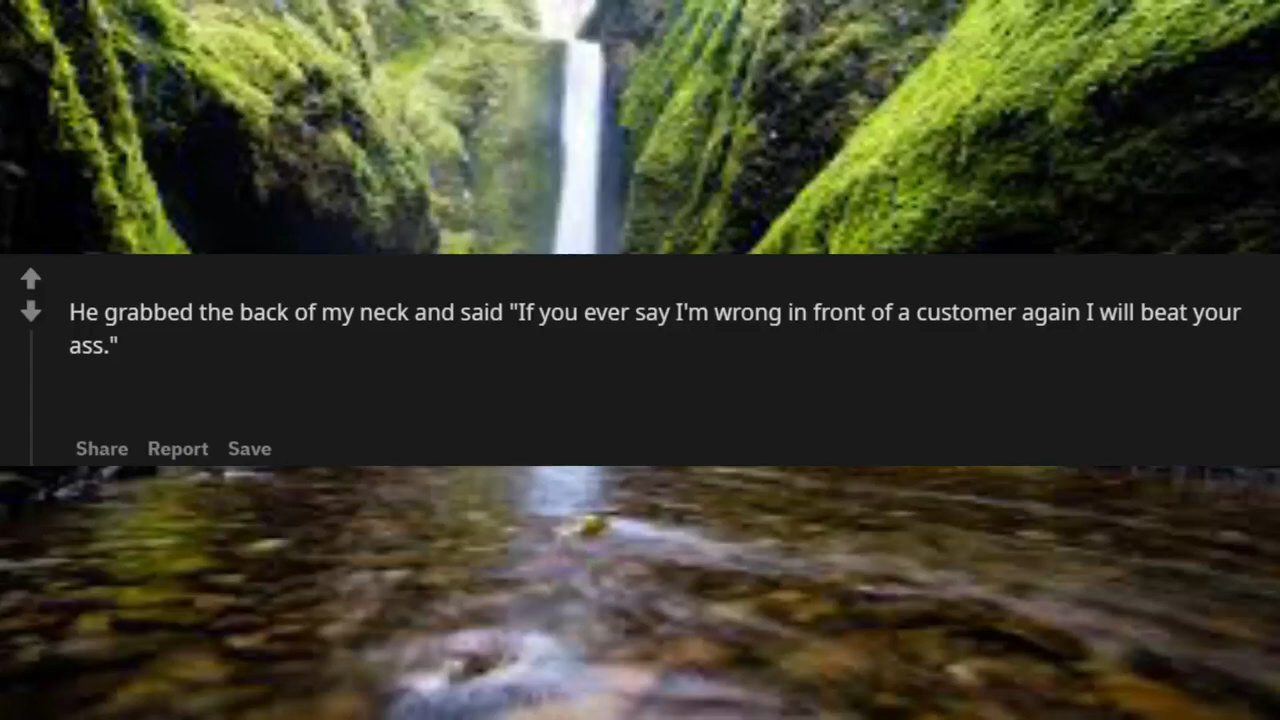 He grabbed the back of my neck and said "If you ever say I'm wrong in front of a customer again I will beat your
ass."
Share Report Save